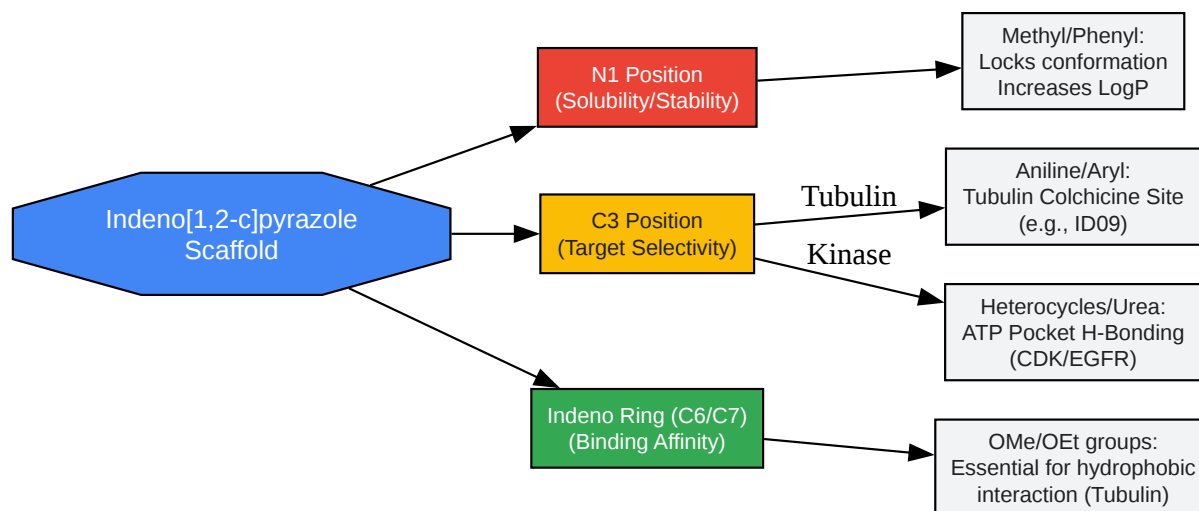 Indeno[1,2-c]pyrazole
Scaffold
N1 Position
(Solubility/Stability)
Methyl/Phenyl:
Locks conformation
Increases LogP
C3 Position
(Target Selectivity)
Tubulin
Aniline/Aryl:
Tubulin Colchicine Site
(e.g., ID09)
Kinase
Heterocycles/Urea:
ATP Pocket H-Bonding
(CDK/EGFR)
Indeno Ring (C6/C7)
(Binding Affinity)
OMe/OEt groups:
Essential for hydrophobic
interaction (Tubulin)